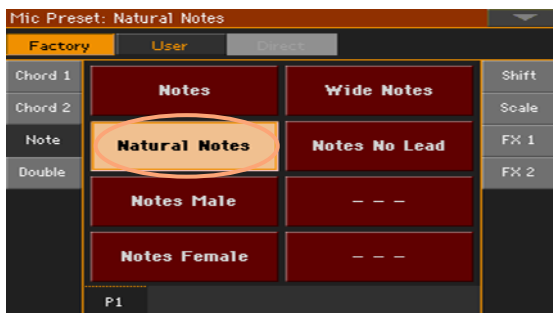 Mic Preset: Natural Notes
Factory User Direct
Chord 1
Chord 2
Note
Double
Notes Wide Notes
Natural Notes Notes No Lead
Notes Male - - -
Notes Female - - -
Shift
Scale
FX 1
FX 2
P1